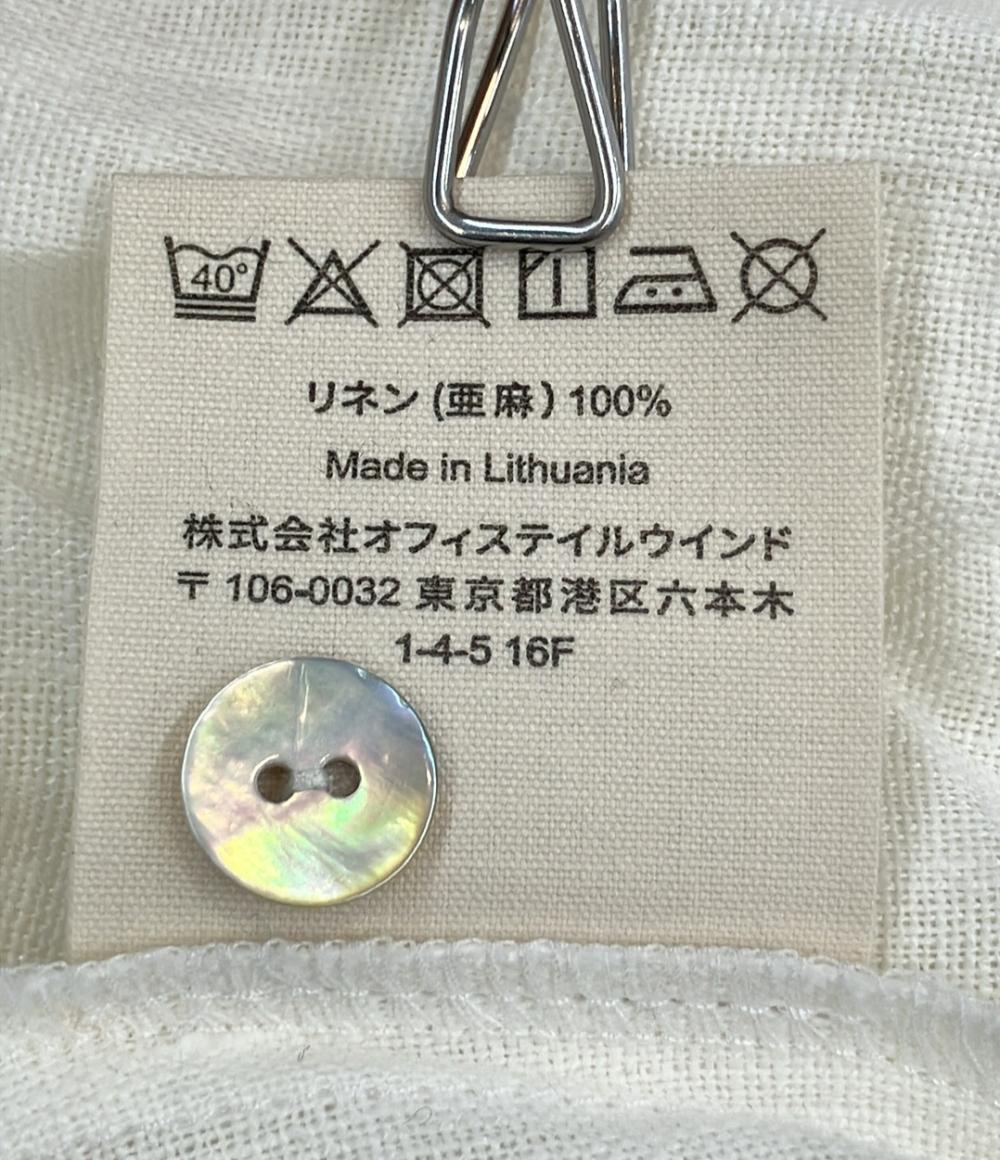 40°
リネン (亜麻) 100%
Made in Lithuania
株式会社オフィステイルウインド
〒 106-0032 東京都港区六本木
1-4-5 16F